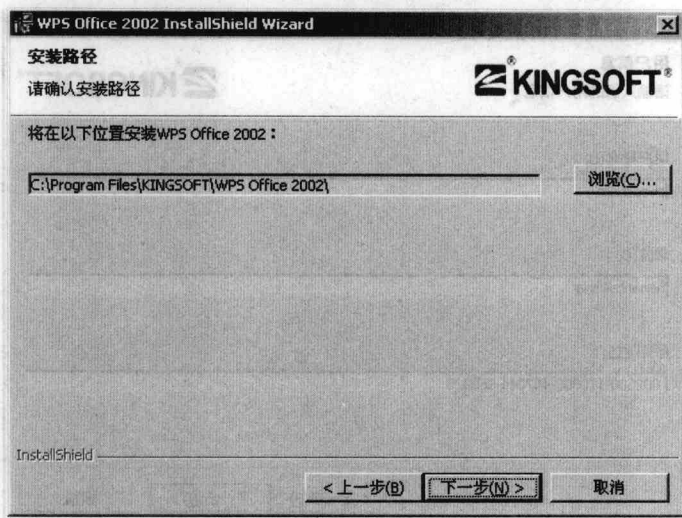 WPS Office 2002 InstallShield Wizard
安装路径
请确认安装路径
KINGSOFT®
将在以下位置安装WPS Office 2002：
C:\Program Files\KINGSOFT\WPS Office 2002\
浏览(C)...
InstallShield
<上一步(B)
下一步(N) >
取消